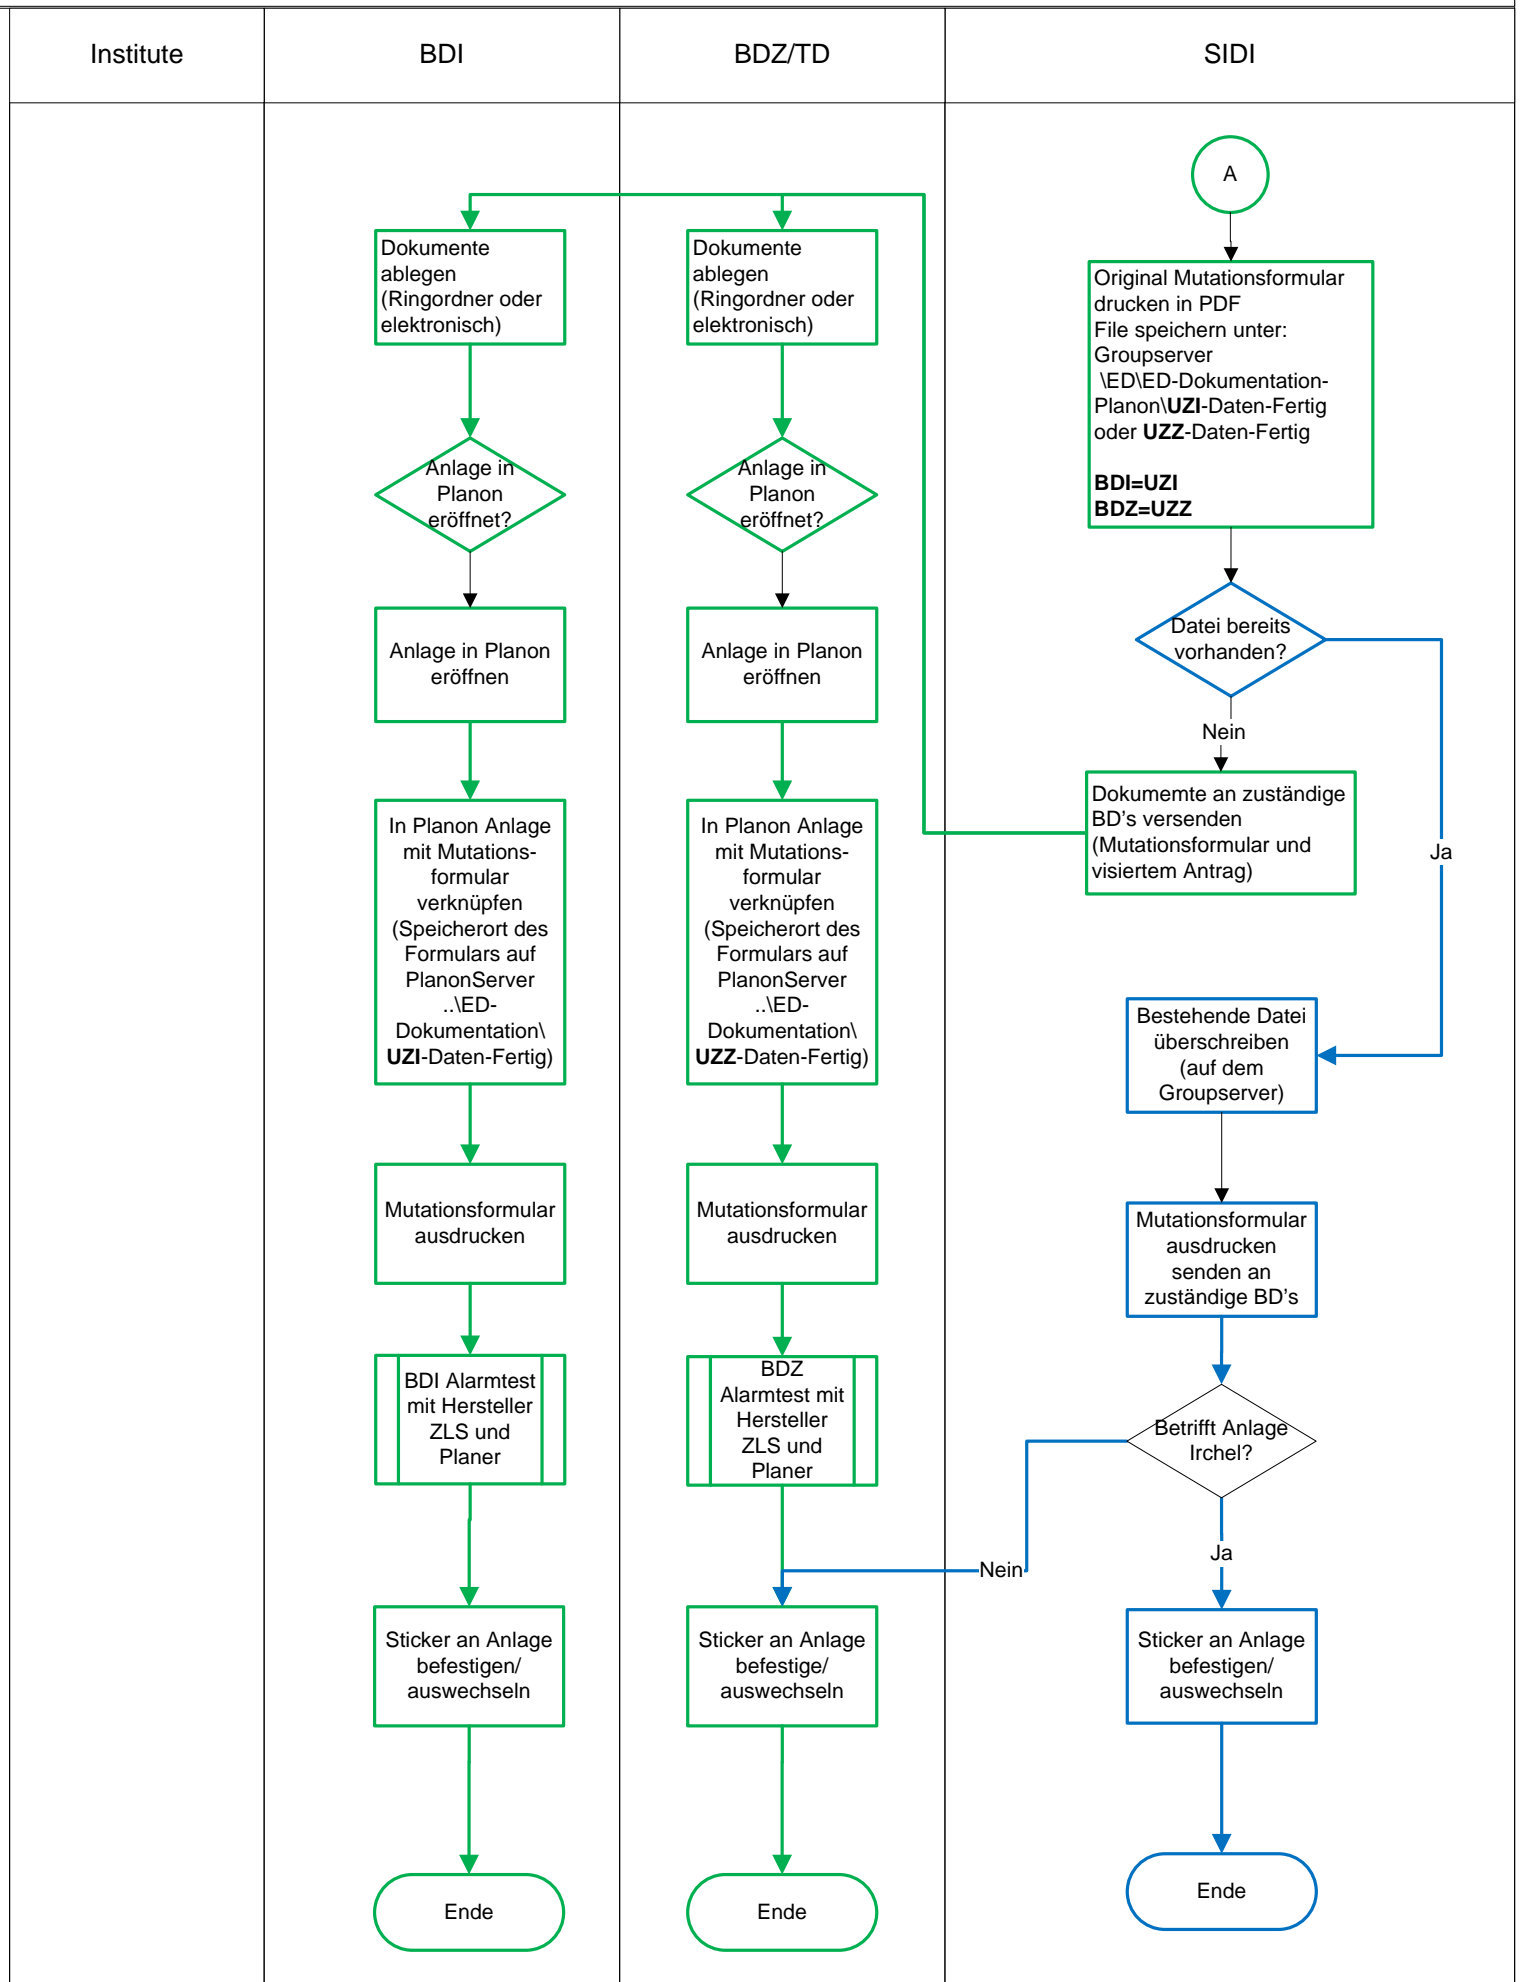 Institute
BDI
BDZ/TD
SIDI
A
Original Mutationsformular
drucken in PDF
File speichern unter:
Groupserver
\ED\ED-Dokumentation-
Planon\UZI-Daten-Fertig
oder UZZ-Daten-Fertig
BDI=UZI
BDZ=UZZ
Datei bereits
vorhanden?
Nein
Ja
Dokumemte an zuständige
BD's versenden
(Mutationsformular und
visiertem Antrag)
Bestehende Datei
überschreiben
(auf dem
Groupserver)
Mutationsformular
ausdrucken
senden an
zuständige BD's
Betrifft Anlage
Irchel?
Nein
Ja
Sticker an Anlage
befestigen/
auswechseln
Ende
Dokumente
ablegen
(Ringordner oder
elektronisch)
Anlage in
Planon
eröffnet?
Anlage in Planon
eröffnen
In Planon Anlage
mit Mutations-
formular
verknüpfen
(Speicherort des
Formulars auf
PlanonServer
..\ED-
Dokumentation\
UZI-Daten-Fertig)
Mutationsformular
ausdrucken
BDI Alarmtest
mit Hersteller
ZLS und
Planer
Sticker an Anlage
befestigen/
auswechseln
Ende
Dokumente
ablegen
(Ringordner oder
elektronisch)
Anlage in
Planon
eröffnet?
Anlage in Planon
eröffnen
In Planon Anlage
mit Mutations-
formular
verknüpfen
(Speicherort des
Formulars auf
PlanonServer
..\ED-
Dokumentation\
UZZ-Daten-Fertig)
Mutationsformular
ausdrucken
BDZ
Alarmtest mit
Hersteller
ZLS und
Planer
Sticker an Anlage
befestige/
auswechseln
Ende